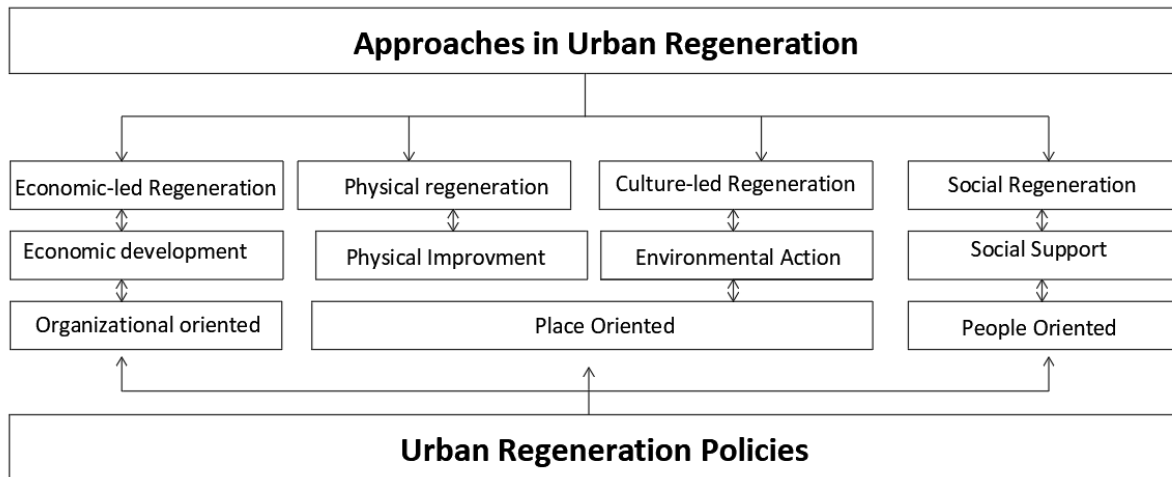 Approaches in Urban Regeneration
Economic-led Regeneration
Physical regeneration
Culture-led Regeneration
Social Regeneration
Economic development
Physical Improvment
Environmental Action
Social Support
Organizational oriented
Place Oriented
People Oriented
Urban Regeneration Policies